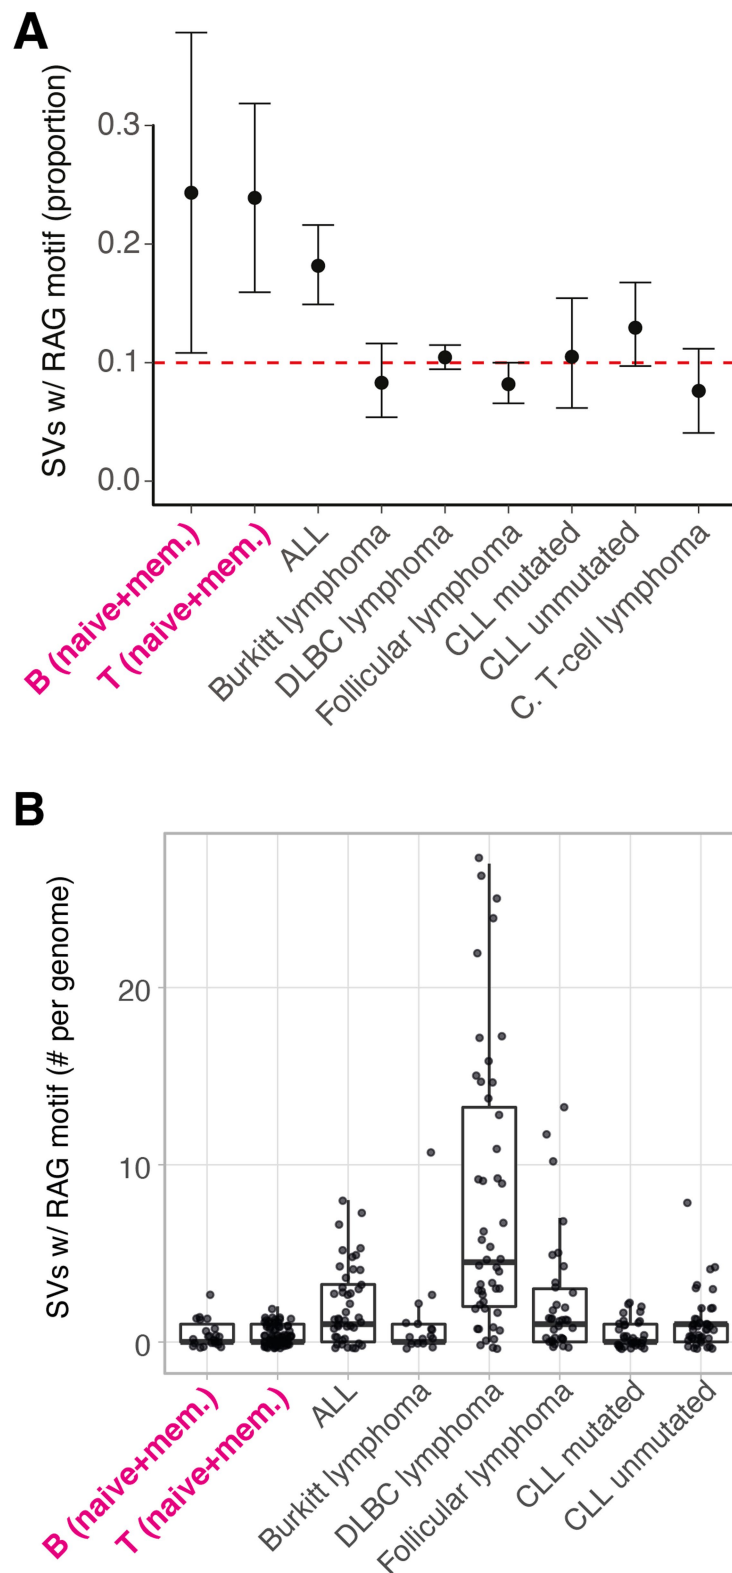 A
SVs w/ RAG motif (proportion)
0.3
0.2
0.1
0.0
B (naive+mem.)
T (naive+mem.)
ALL
Burkitt lymphoma
DLBC lymphoma
Follicular lymphoma
CLL mutated
CLL unmutated
C. T-cell lymphoma
B
SVs w/ RAG motif (# per genome)
20
10
0
B (naive+mem.)
T (naive+mem.)
ALL
Burkitt lymphoma
DLBC lymphoma
Follicular lymphoma
CLL mutated
CLL unmutated